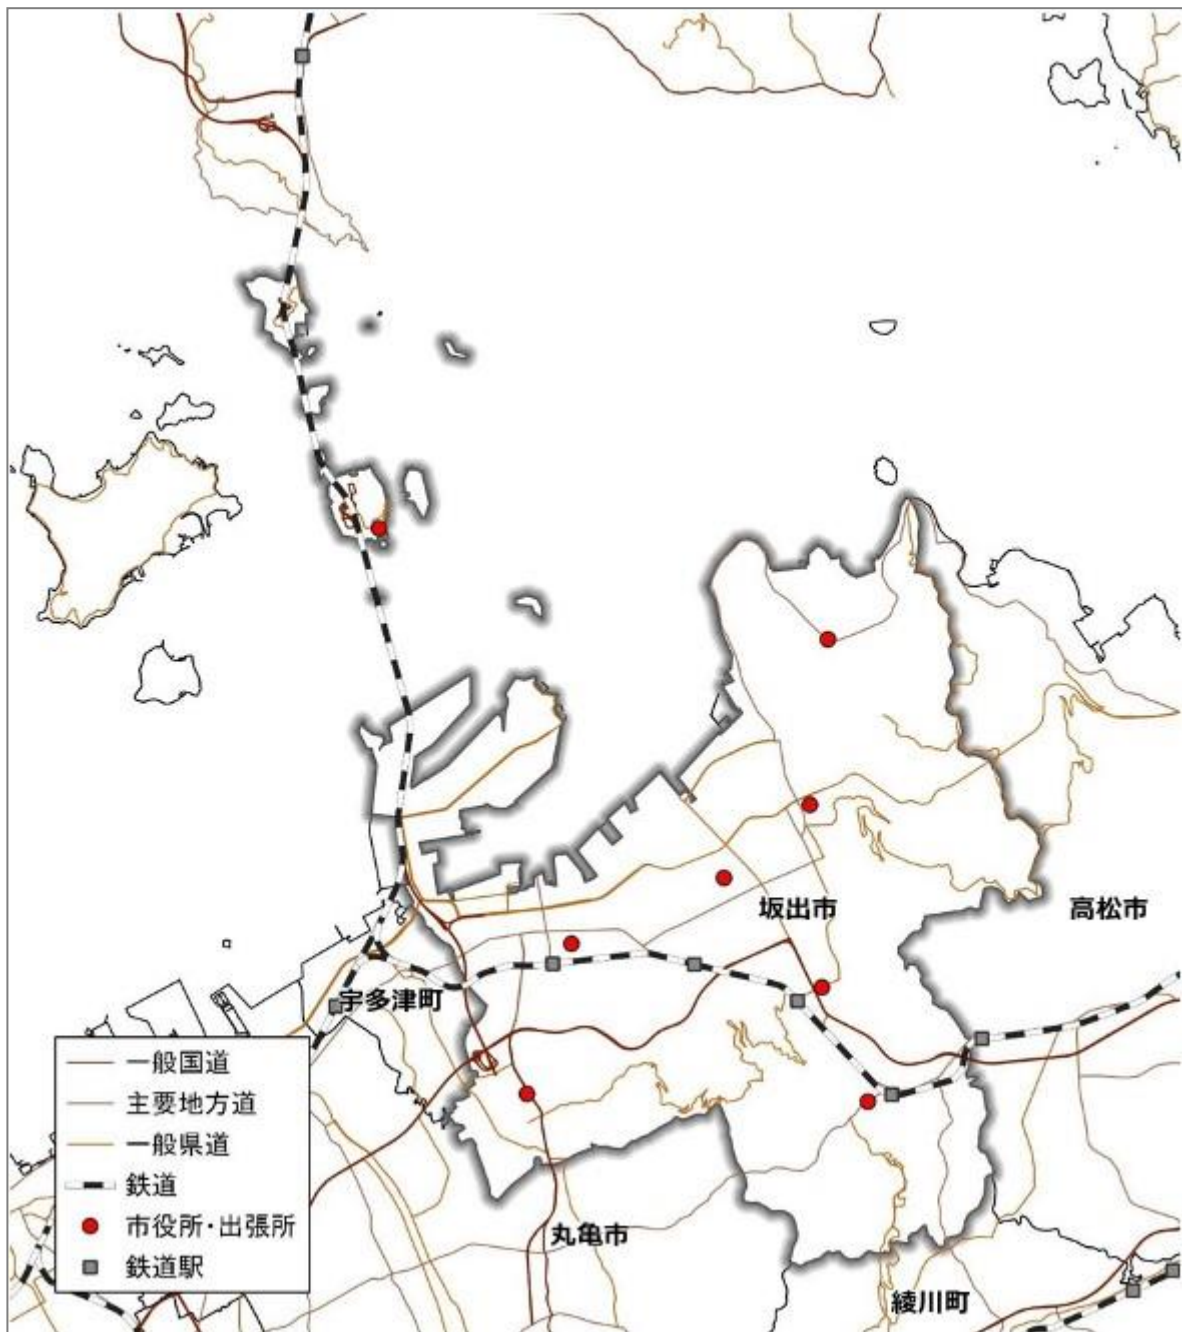 坂出市
高松市
宇多津町
一般国道
主要地方道
一般県道
鉄道
市役所・出張所
鉄道駅
丸亀市
綾川町